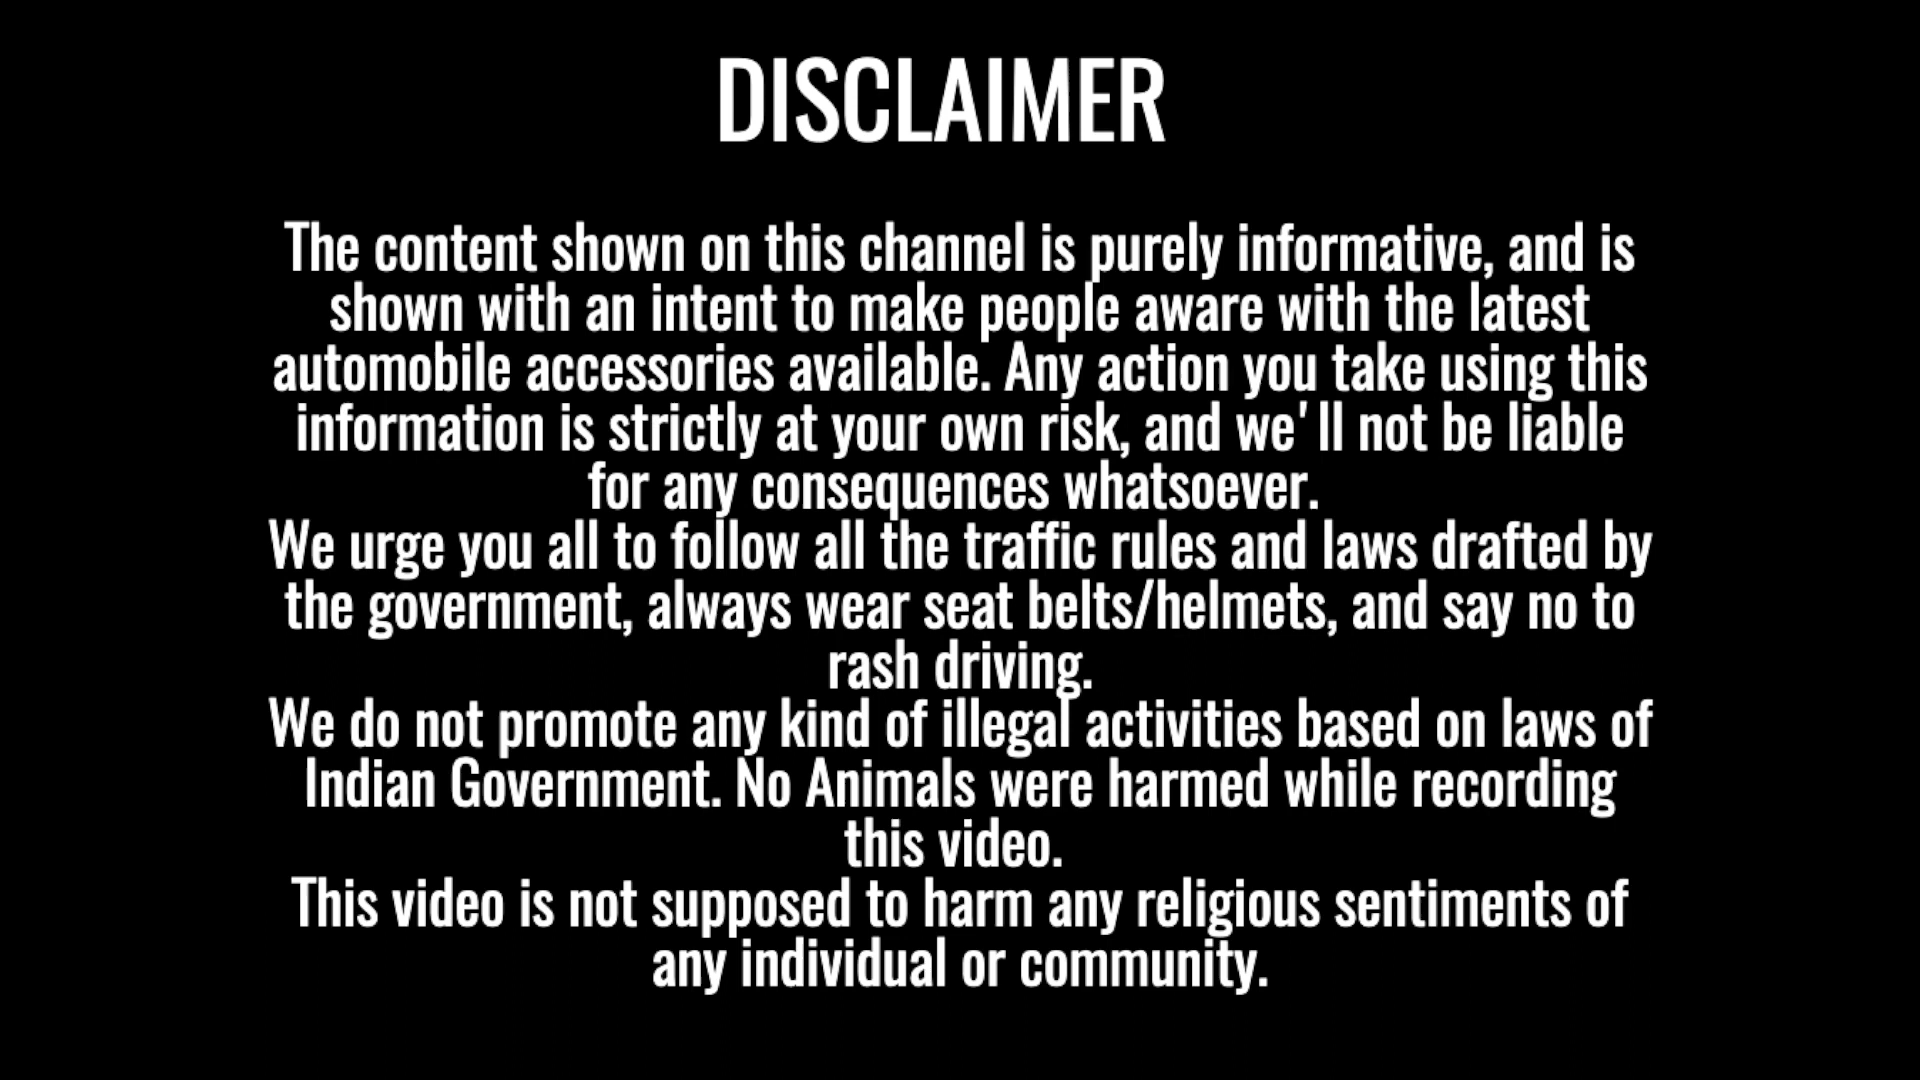 DISCLAIMER
The content shown on this channel is purely informative, and is
shown with an intent to make people aware with the latest
automobile accessories available. Any action you take using this
information is strictly at your own risk, and we'll not be liable
for any consequences whatsoever.
We urge you all to follow all the traffic rules and laws drafted by
the government, always wear seat belts/helmets, and say no to
rash driving.
We do not promote any kind of illegal activities based on laws of
Indian Government. No Animals were harmed while recording
this video.
This video is not supposed to harm any religious sentiments of
any individual or community.